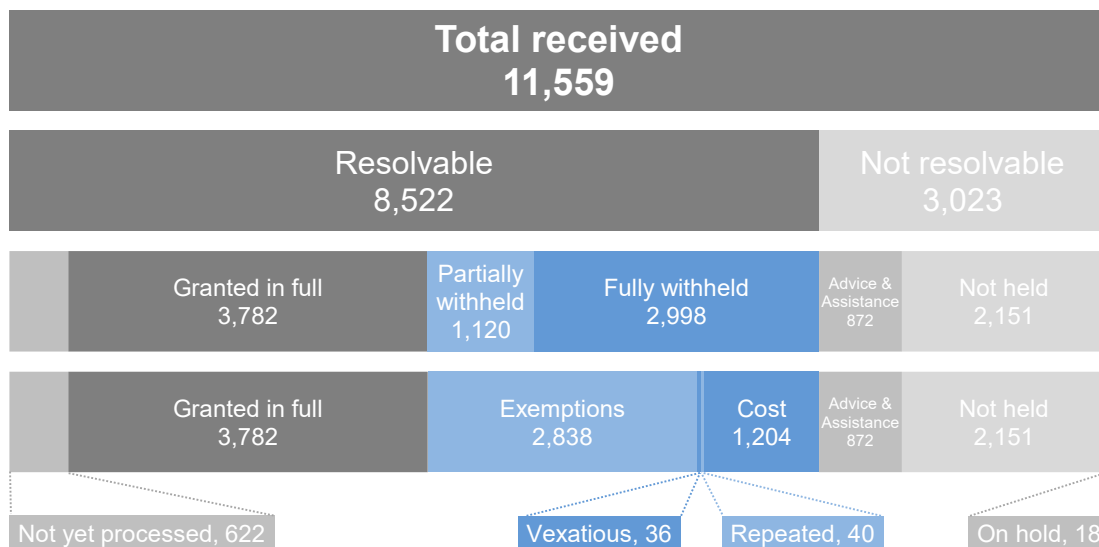 Total received
11,559
Resolvable
8,522
Not resolvable
3,023
Granted in full
3,782
Partially
withheld
1,120
Fully withheld
2,998
Advice &
Assistance
872
Not held
2,151
Granted in full
3,782
Exemptions
2,838
Cost
1,204
Advice &
Assistance
872
Not held
2,151
Not yet processed, 622
Vexatious, 36
Repeated, 40
On hold, 18